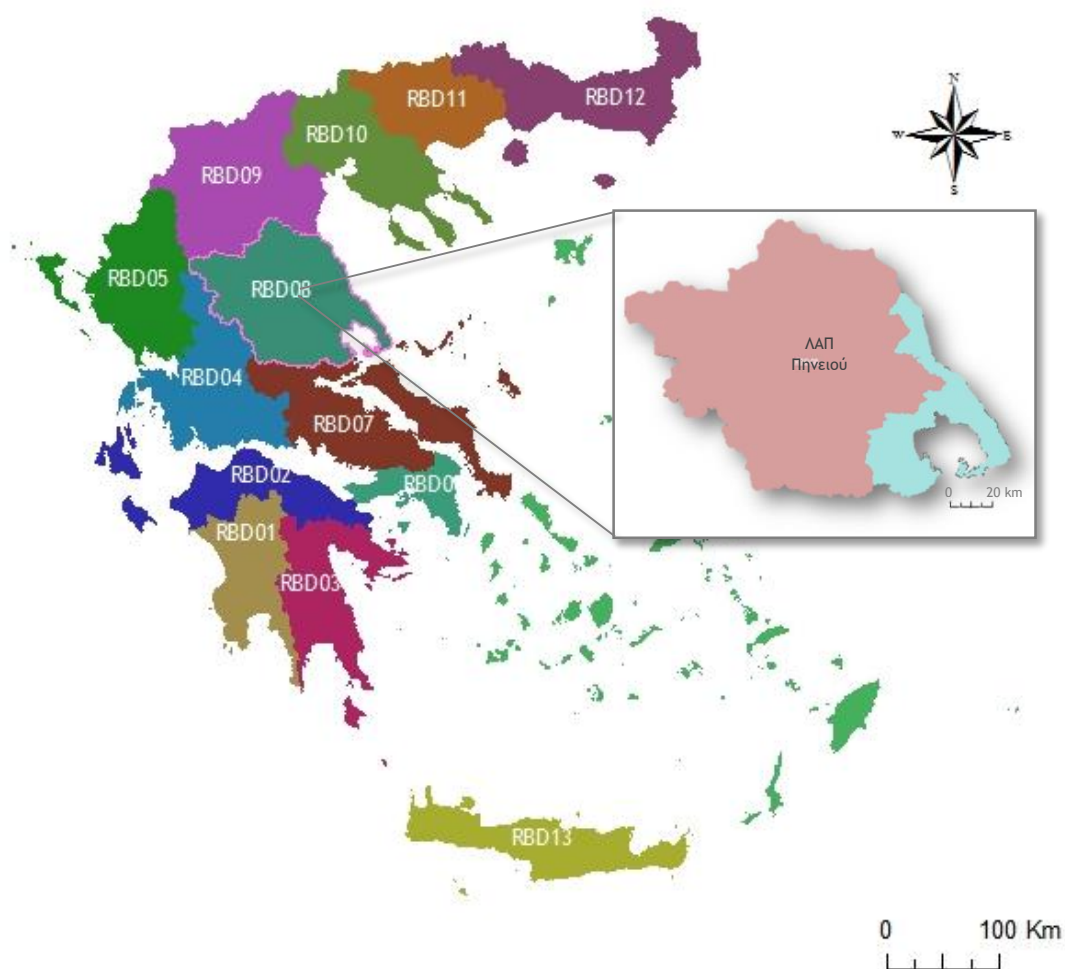 N
W E
S
RBD12
RBD11
RBD10
RBD09
RBD05
RBD08
RBD04
RBD07
RBD02
RBD0
RBD01
RBD03
RBD13
ΛΑΠ
Πηνειού
0 20 km
0 100 Km